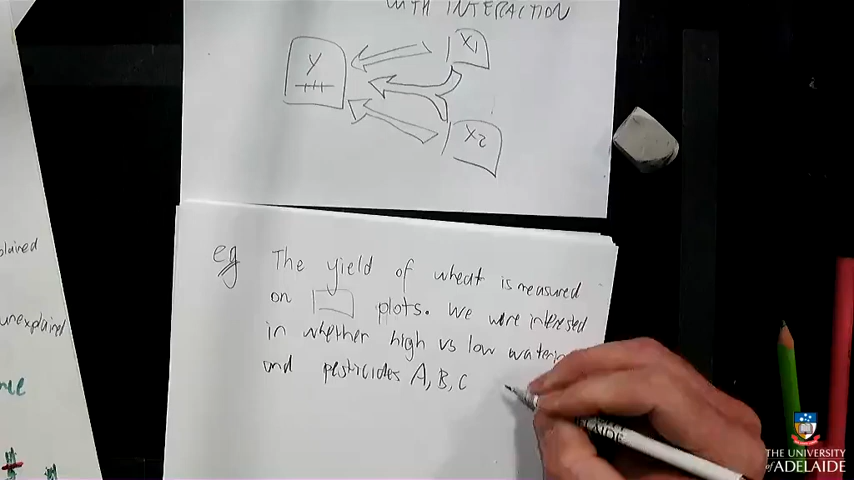 WITH INTERACTION
Y
X1
X2
eg The yield of wheat is measured
on plots. We were interested
in whether high vs low watering
and pesticides A, B, C
plained
unexplained
THE UNIVERSITY
of ADELAIDE